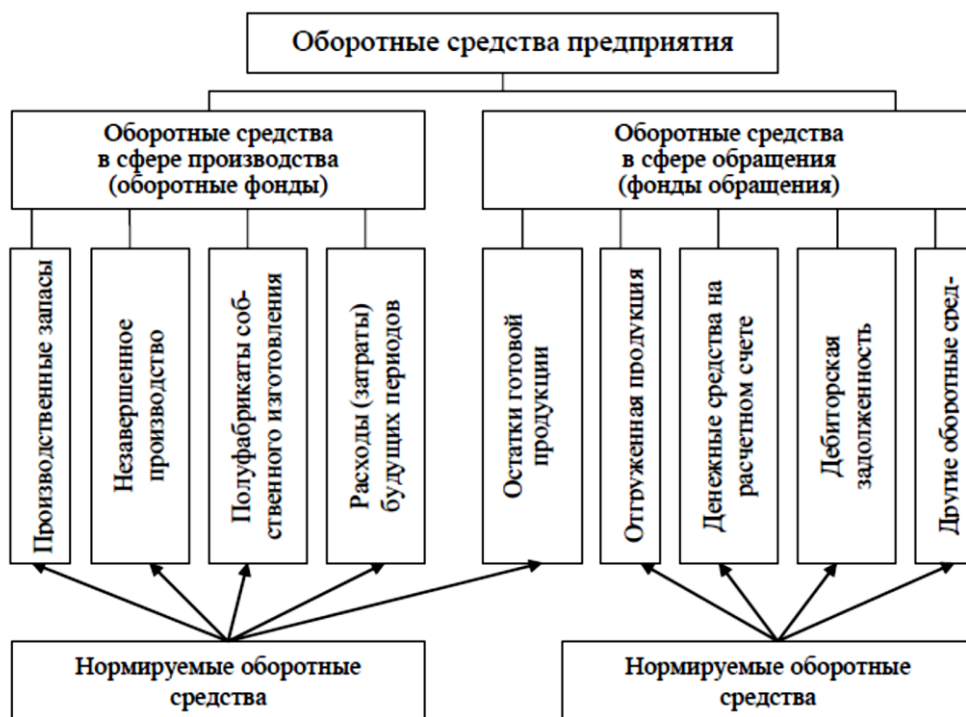 Оборотные средства предприятия
Оборотные средства
в сфере производства
(оборотные фонды)
Оборотные средства
в сфере обращения
(фонды обращения)
Производственные запасы
Незавершенное
производство
Полуфабрикаты соб-
ственного изготовления
Расходы (затраты)
будущих периодов
Остатки готовой
продукции
Отгруженная продукция
Денежные средства на
расчетном счете
Дебиторская
задолженность
Другие оборотные сред-
Нормируемые оборотные
средства
Нормируемые оборотные
средства